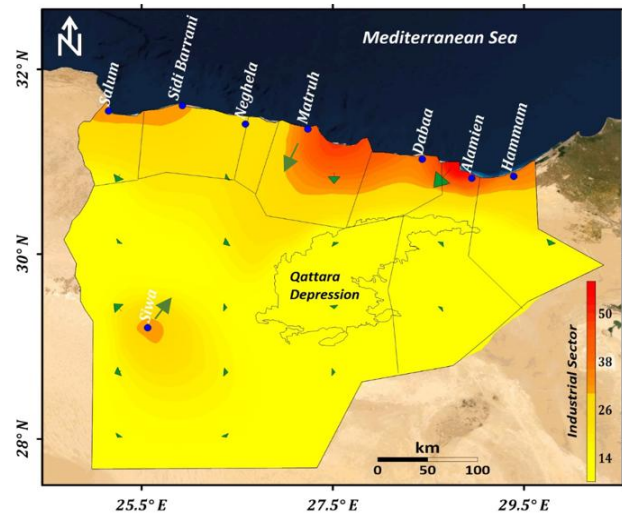 N
Mediterranean Sea
Salum
Sidi Barrani
Neghela
Matruh
Dabaa
Alamien
Hammam
32° N
30° N
28° N
Qattara
Depression
Siwa
Industrial Sector
50
38
26
14
km
0 50 100
25.5° E 27.5° E 29.5° E